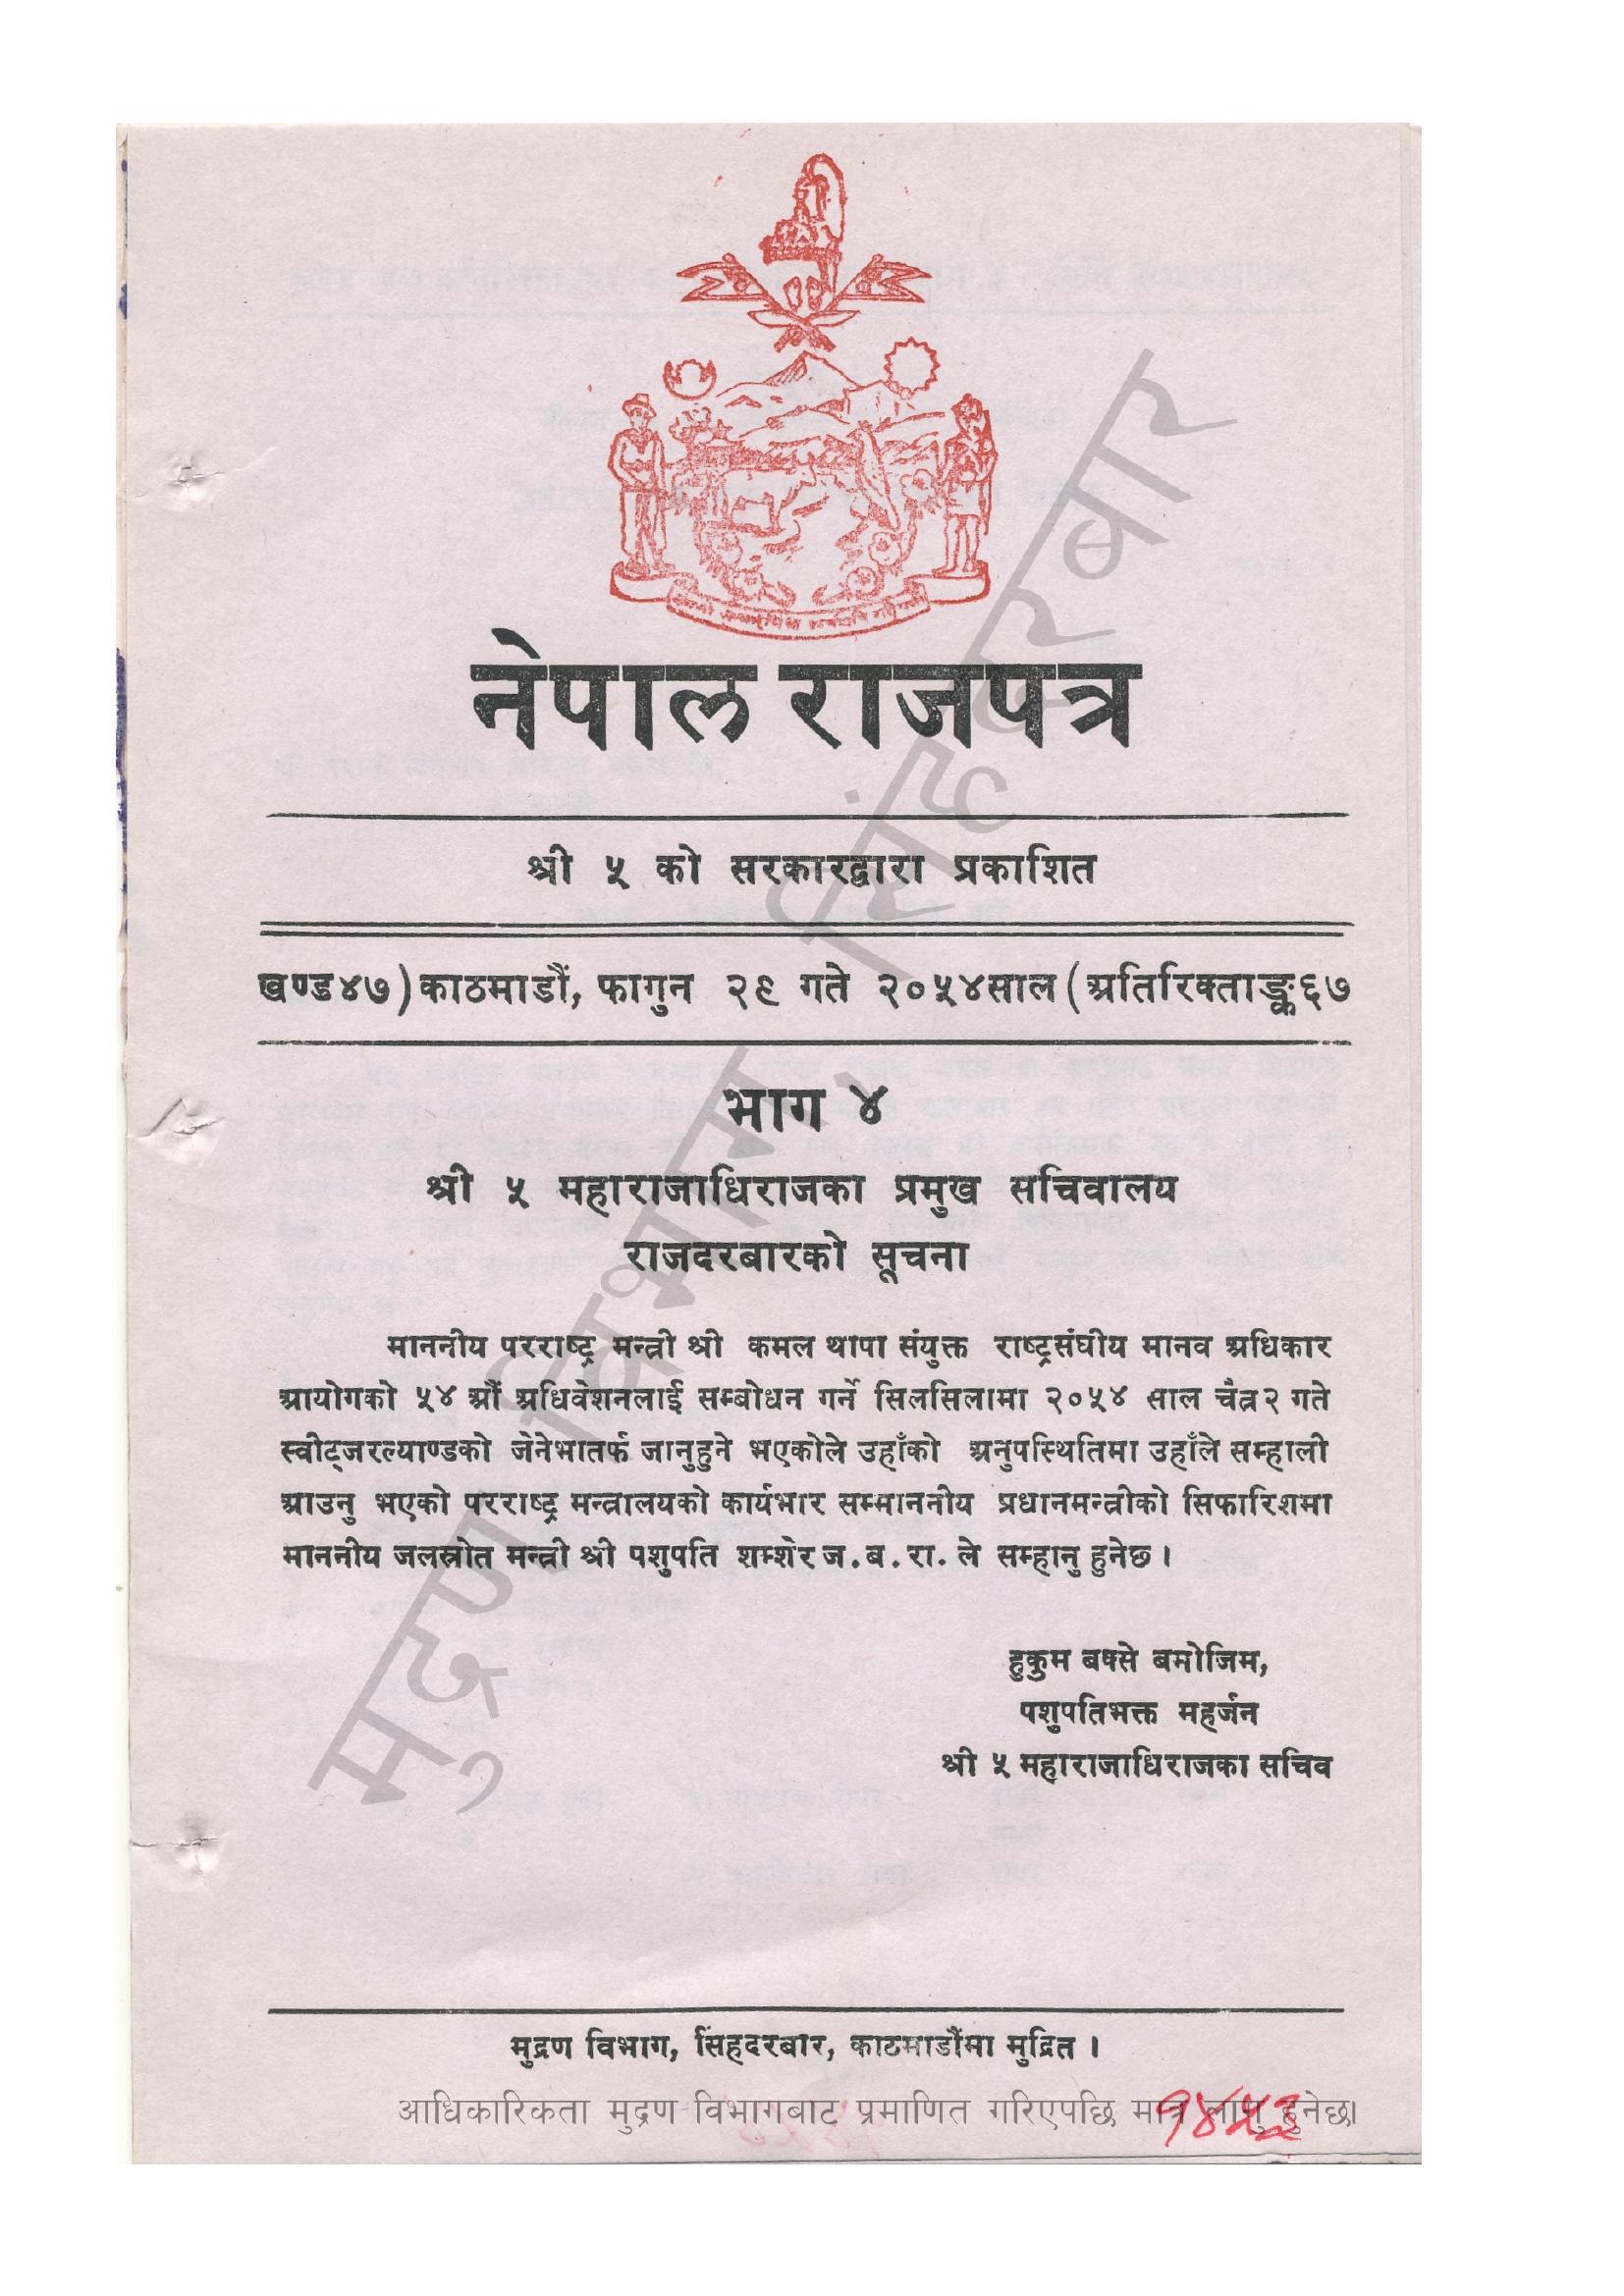 नेपाल राजपत्र
श्री ५ को सरकारद्वारा प्रकाशित
खण्ड४७) काठमाडौं, फागुन २९ गते २०५४साल (अतिरिक्ताङ्क६७
भाग ४
श्री ५ महाराजाधिराजका प्रमुख सचिवालय
राजदरबारको सूचना
माननीय परराष्ट्र मन्त्री श्री कमल थापा संयुक्त राष्ट्रसंघीय मानव अधिकार
आयोगको ५४ औं अधिवेशनलाई सम्बोधन गर्ने सिलसिलामा २०५४ साल चैत्र२ गते
स्वीट्जरल्याण्डको जेनेभातर्फ जानुहुने भएकोले उहाँको अनुपस्थितिमा उहाँले सम्हाली
आउनु भएको परराष्ट्र मन्त्रालयको कार्यभार सम्माननीय प्रधानमन्त्रीको सिफारिशमा
माननीय जलस्रोत मन्त्री श्री पशुपति शम्शेर ज.ब.रा. ले सम्हानु हुनेछ ।
हुकुम बक्से बमोजिम,
पशुपतिभक्त महर्जन
श्री ५ महाराजाधिराजका सचिव
मुद्रण विभाग, सिंहदरबार, काठमाडौंमा मुद्रित ।
आधिकारिकता मुद्रण विभागबाट प्रमाणित गरिएपछि मात्र लागु हुनेछ।
१४५३
मुद्रण विभाग, सिंहदरबार